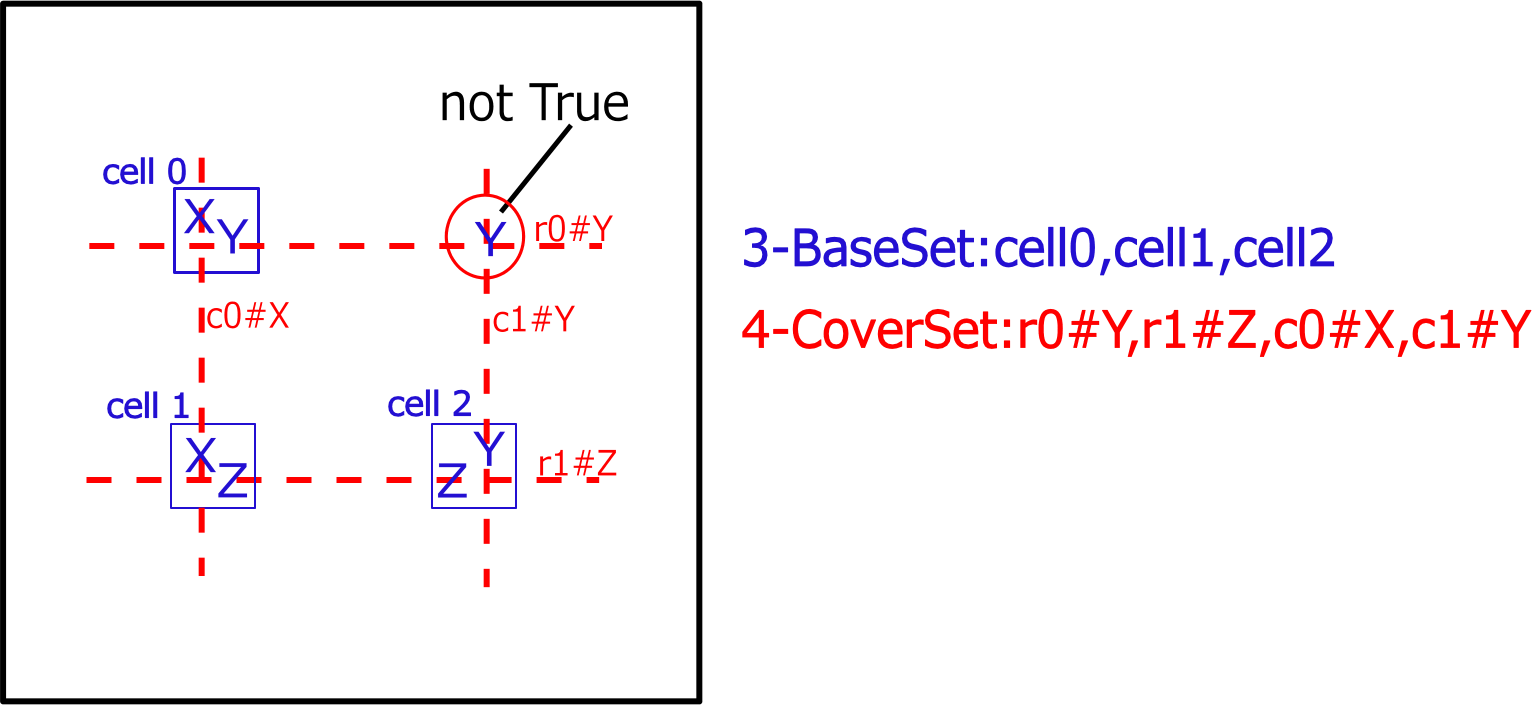 not True
cell 0
X
Y
Y
r0#Y
c0#X
c1#Y
cell 1
cell 2
X
Z
Y
Z
r1#Z
3-BaseSet:cell0,cell1,cell2
4-CoverSet:r0#Y,r1#Z,c0#X,c1#Y